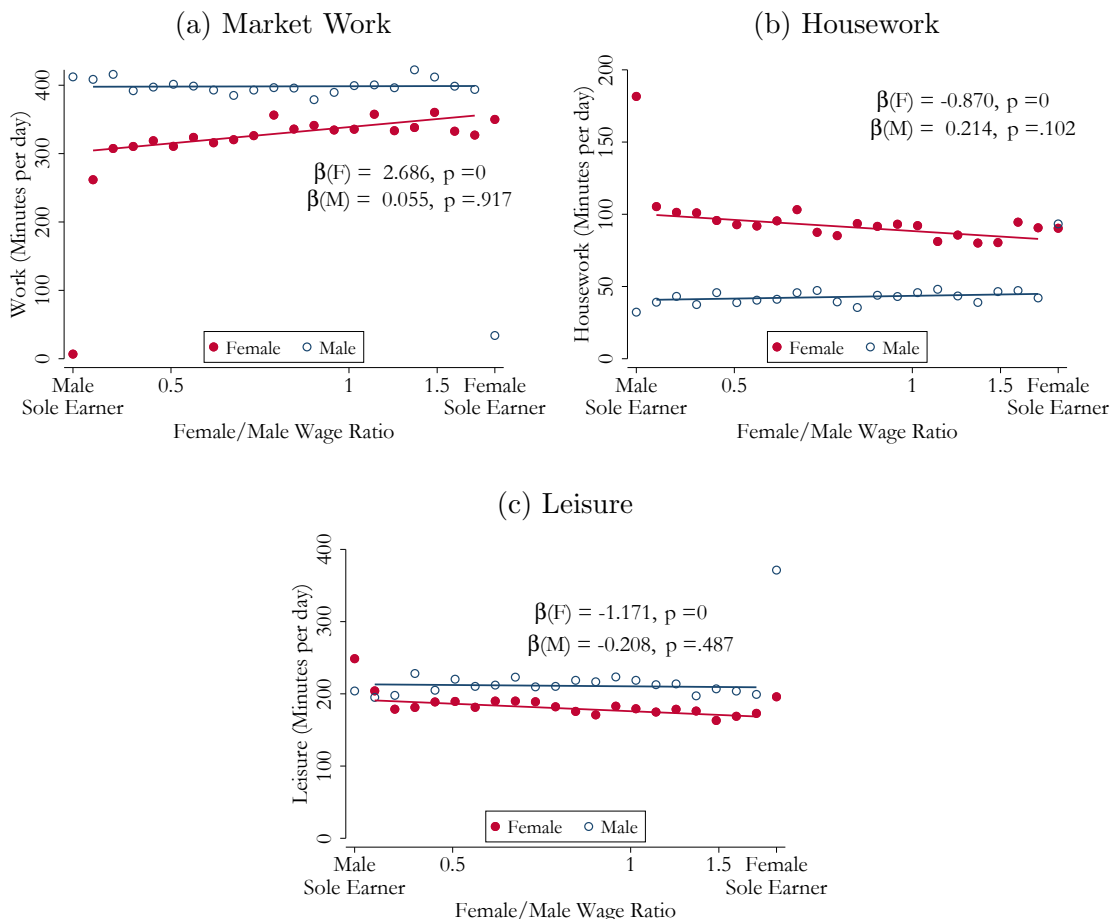 (a) Market Work
Work (Minutes per day)
0 100 200 300 400
β(F) = 2.686, p =0
β(M) = 0.055, p =.917
Female Male
Male Sole Earner 0.5 1 1.5 Female Sole Earner
Female/Male Wage Ratio
(b) Housework
Housework (Minutes per day)
0 50 100 150 200
β(F) = -0.870, p =0
β(M) = 0.214, p =.102
Female Male
Male Sole Earner 0.5 1 1.5 Female Sole Earner
Female/Male Wage Ratio
(c) Leisure
Leisure (Minutes per day)
0 100 200 300 400
β(F) = -1.171, p =0
β(M) = -0.208, p =.487
Female Male
Male Sole Earner 0.5 1 1.5 Female Sole Earner
Female/Male Wage Ratio